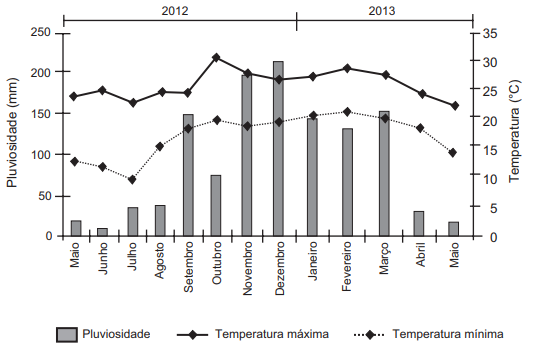 2012 2013
250
200
150
100
50
0
Pluviosidade (mm)
35
30
25
20
15
10
5
0
Temperatura (°C)
Maio
Junho
Julho
Agosto
Setembro
Outubro
Novembro
Dezembro
Janeiro
Fevereiro
Março
Abril
Maio
Pluviosidade Temperatura máxima Temperatura mínima